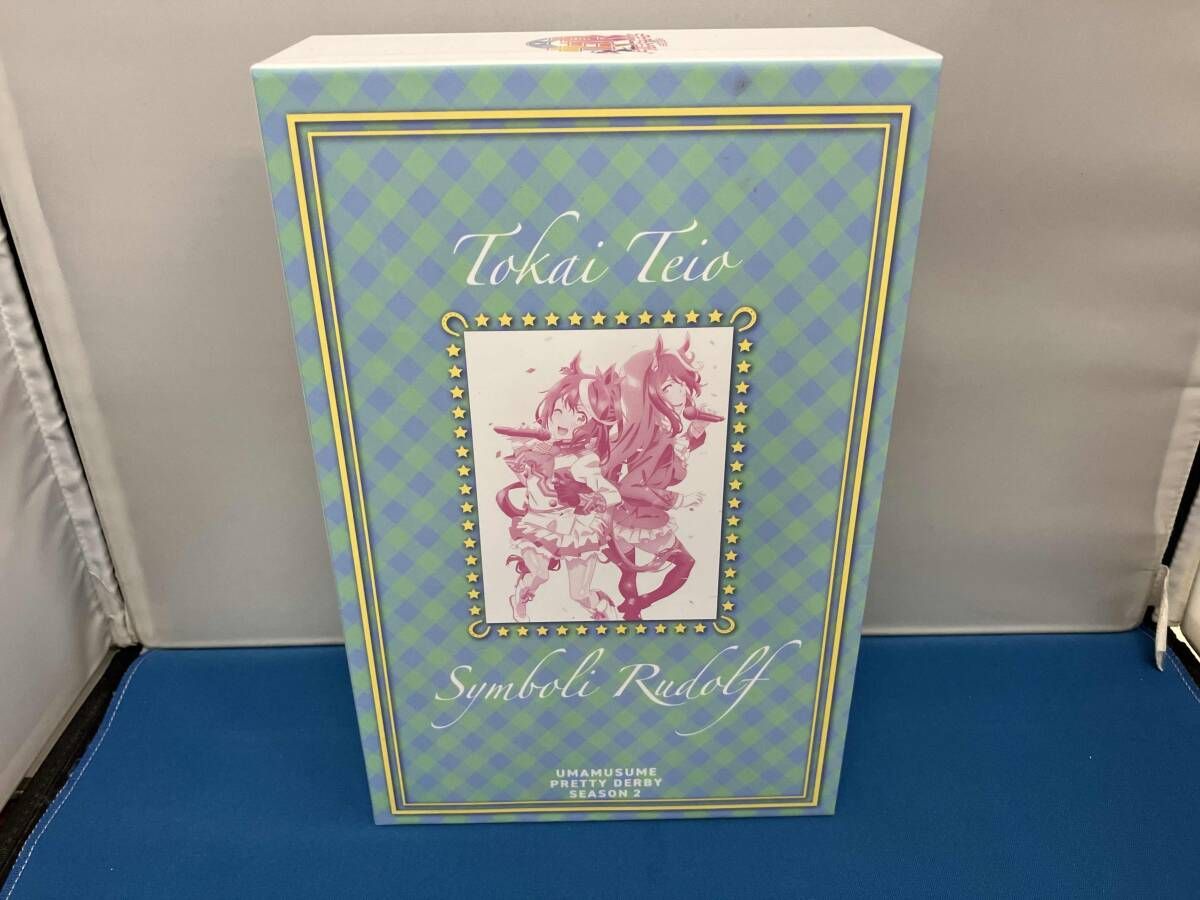 Tokai Teio
Symboli Rudolf
UMAMUSUME
PRETTY DERBY
SEASON 2